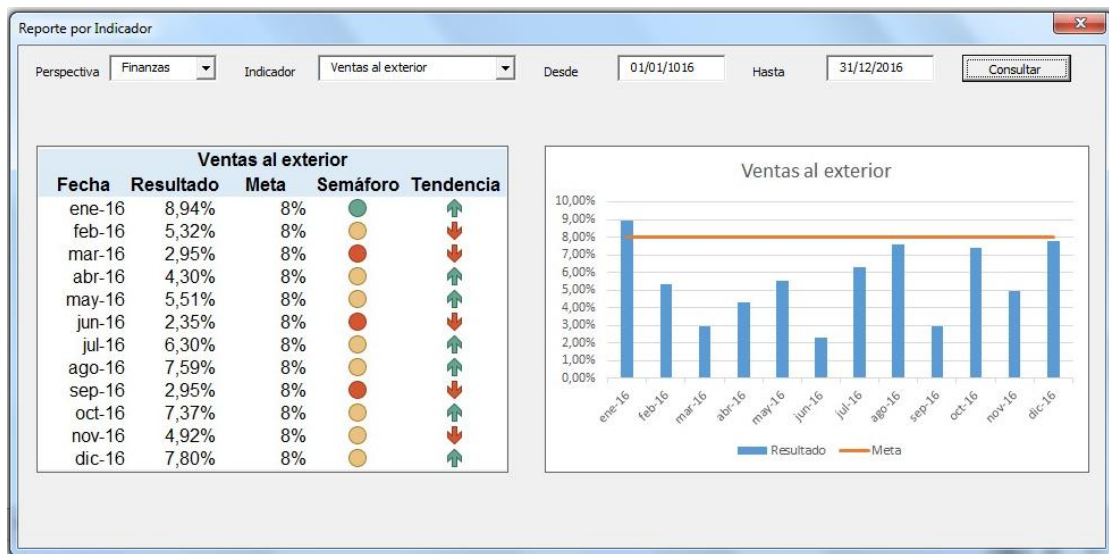 Reporte por Indicador
Perspectiva Finanzas Indicador Ventas al exterior Desde 01/01/1016 Hasta 31/12/2016 Consultar
Ventas al exterior
Fecha Resultado Meta Semáforo Tendencia
ene-16 8,94% 8%
feb-16 5,32% 8%
mar-16 2,95% 8%
abr-16 4,30% 8%
may-16 5,51% 8%
jun-16 2,35% 8%
jul-16 6,30% 8%
ago-16 7,59% 8%
sep-16 2,95% 8%
oct-16 7,37% 8%
nov-16 4,92% 8%
dic-16 7,80% 8%
Ventas al exterior
10,00%
9,00%
8,00%
7,00%
6,00%
5,00%
4,00%
3,00%
2,00%
1,00%
0,00%
ene-16 feb-16 mar-16 abr-16 may-16 jun-16 jul-16 ago-16 sep-16 oct-16 nov-16 dic-16
Resultado Meta